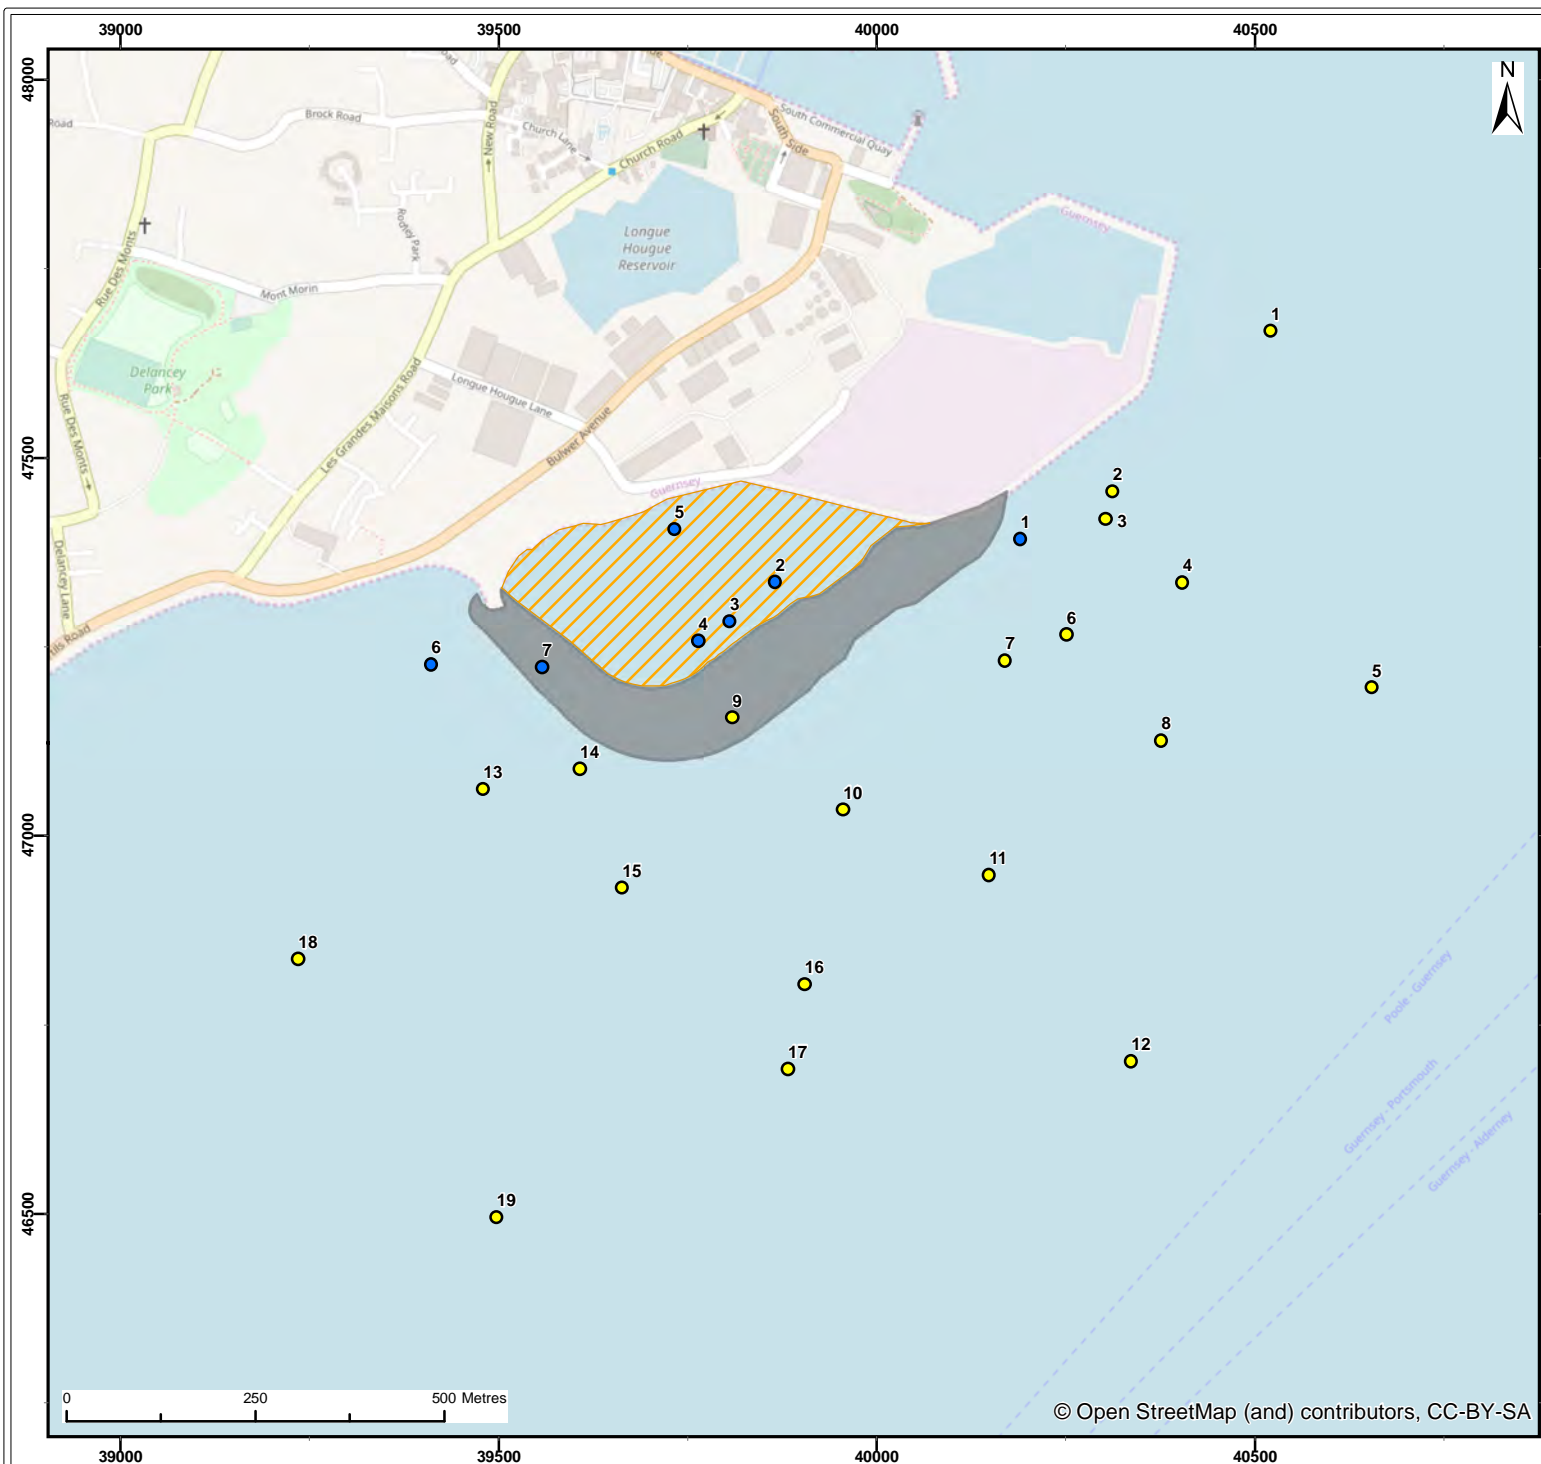 39000
39500
40000
40500
48000
47500
47000
46500
N
Road
Brock Road
New Road
Church Lane
Church Road
South Side
South Commercial Quay
Guernsey
Rodley Park
Longue
Hougue
Reservoir
Rue Des Monts
Mont Morin
Delancey
Park
Longue Hougue Lane
Les Grandes Maisons Road
Bulwer Avenue
Rue Des Monts
Delancey Lane
Road
Guernsey
1
2
3
4
5
6
7
8
9
10
11
12
13
14
15
16
17
18
19
1
2
3
4
5
6
7
Poole - Guernsey
Guernsey - Portsmouth
Guernsey - Alderney
0
250
500 Metres
© Open StreetMap (and) contributors, CC-BY-SA
39000
39500
40000
40500